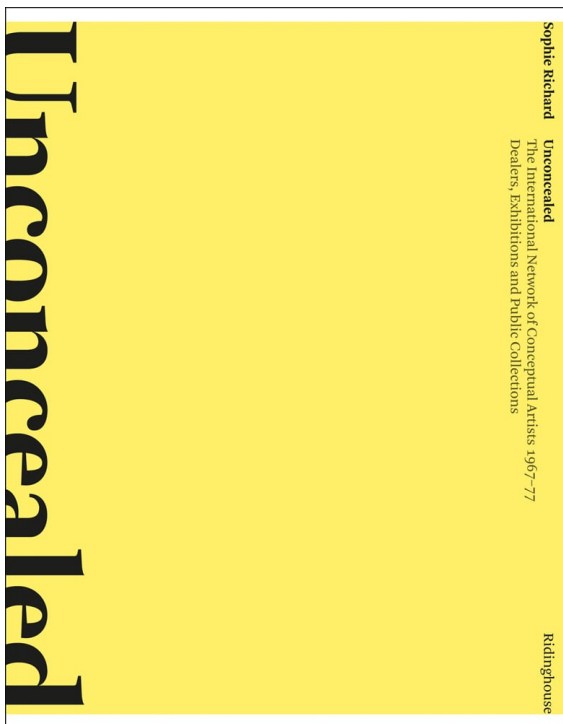 Sophie Richard Unconcealed
The International Network of Conceptual Artists 1967–77
Dealers, Exhibitions and Public Collections
Ridinghouse
Unconcealed